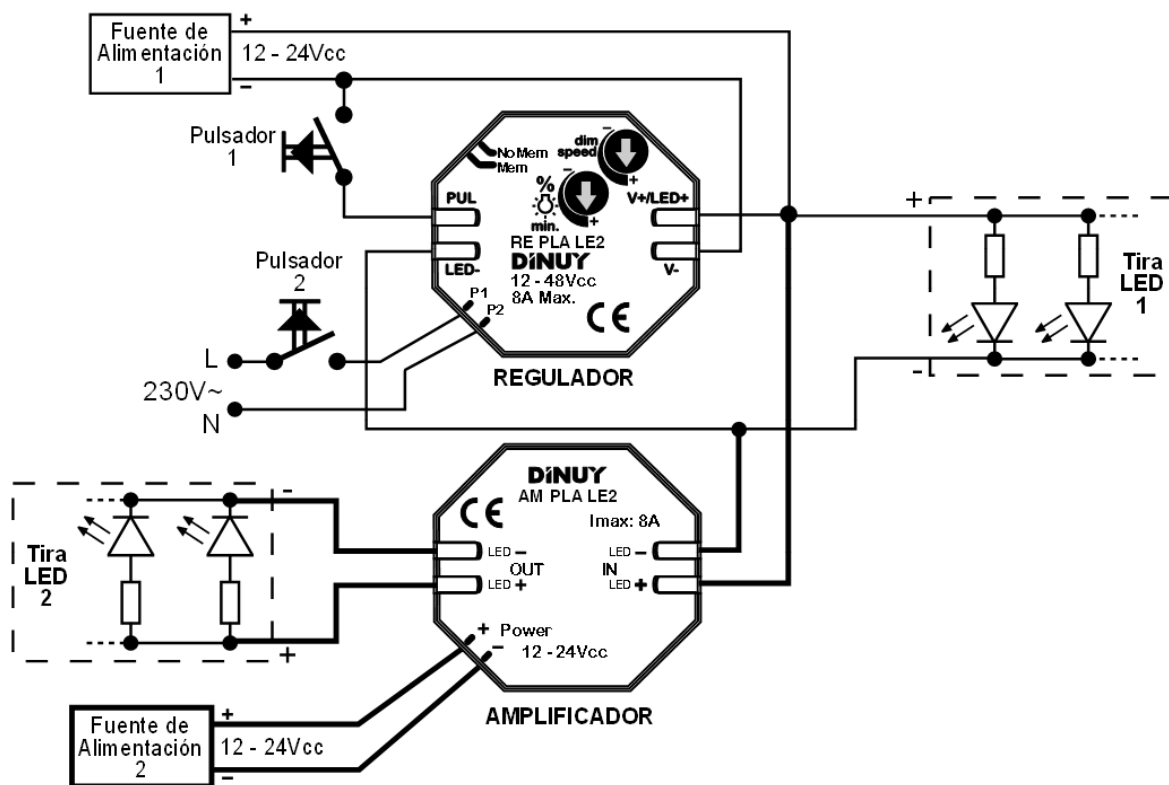 Fuente de
Alimentación
1
+
12 - 24Vcc
−
Pulsador
1
NoMem
Mem
dim
speed
−
+
%
−
+
min.
PUL
LED-
V+/LED+
V-
RE PLA LE2
DiNUY
12 - 48Vcc
8A Max.
CE
P1
P2
REGULADOR
Pulsador
2
L
230V~
N
+
-
Tira
LED
1
DiNUY
AM PLA LE2
CE
Imax: 8A
LED −
OUT
LED +
LED −
IN
LED +
+ Power
− 12 - 24Vcc
AMPLIFICADOR
-
Tira
LED
2
+
Fuente de
Alimentación
2
+
12 - 24Vcc
−